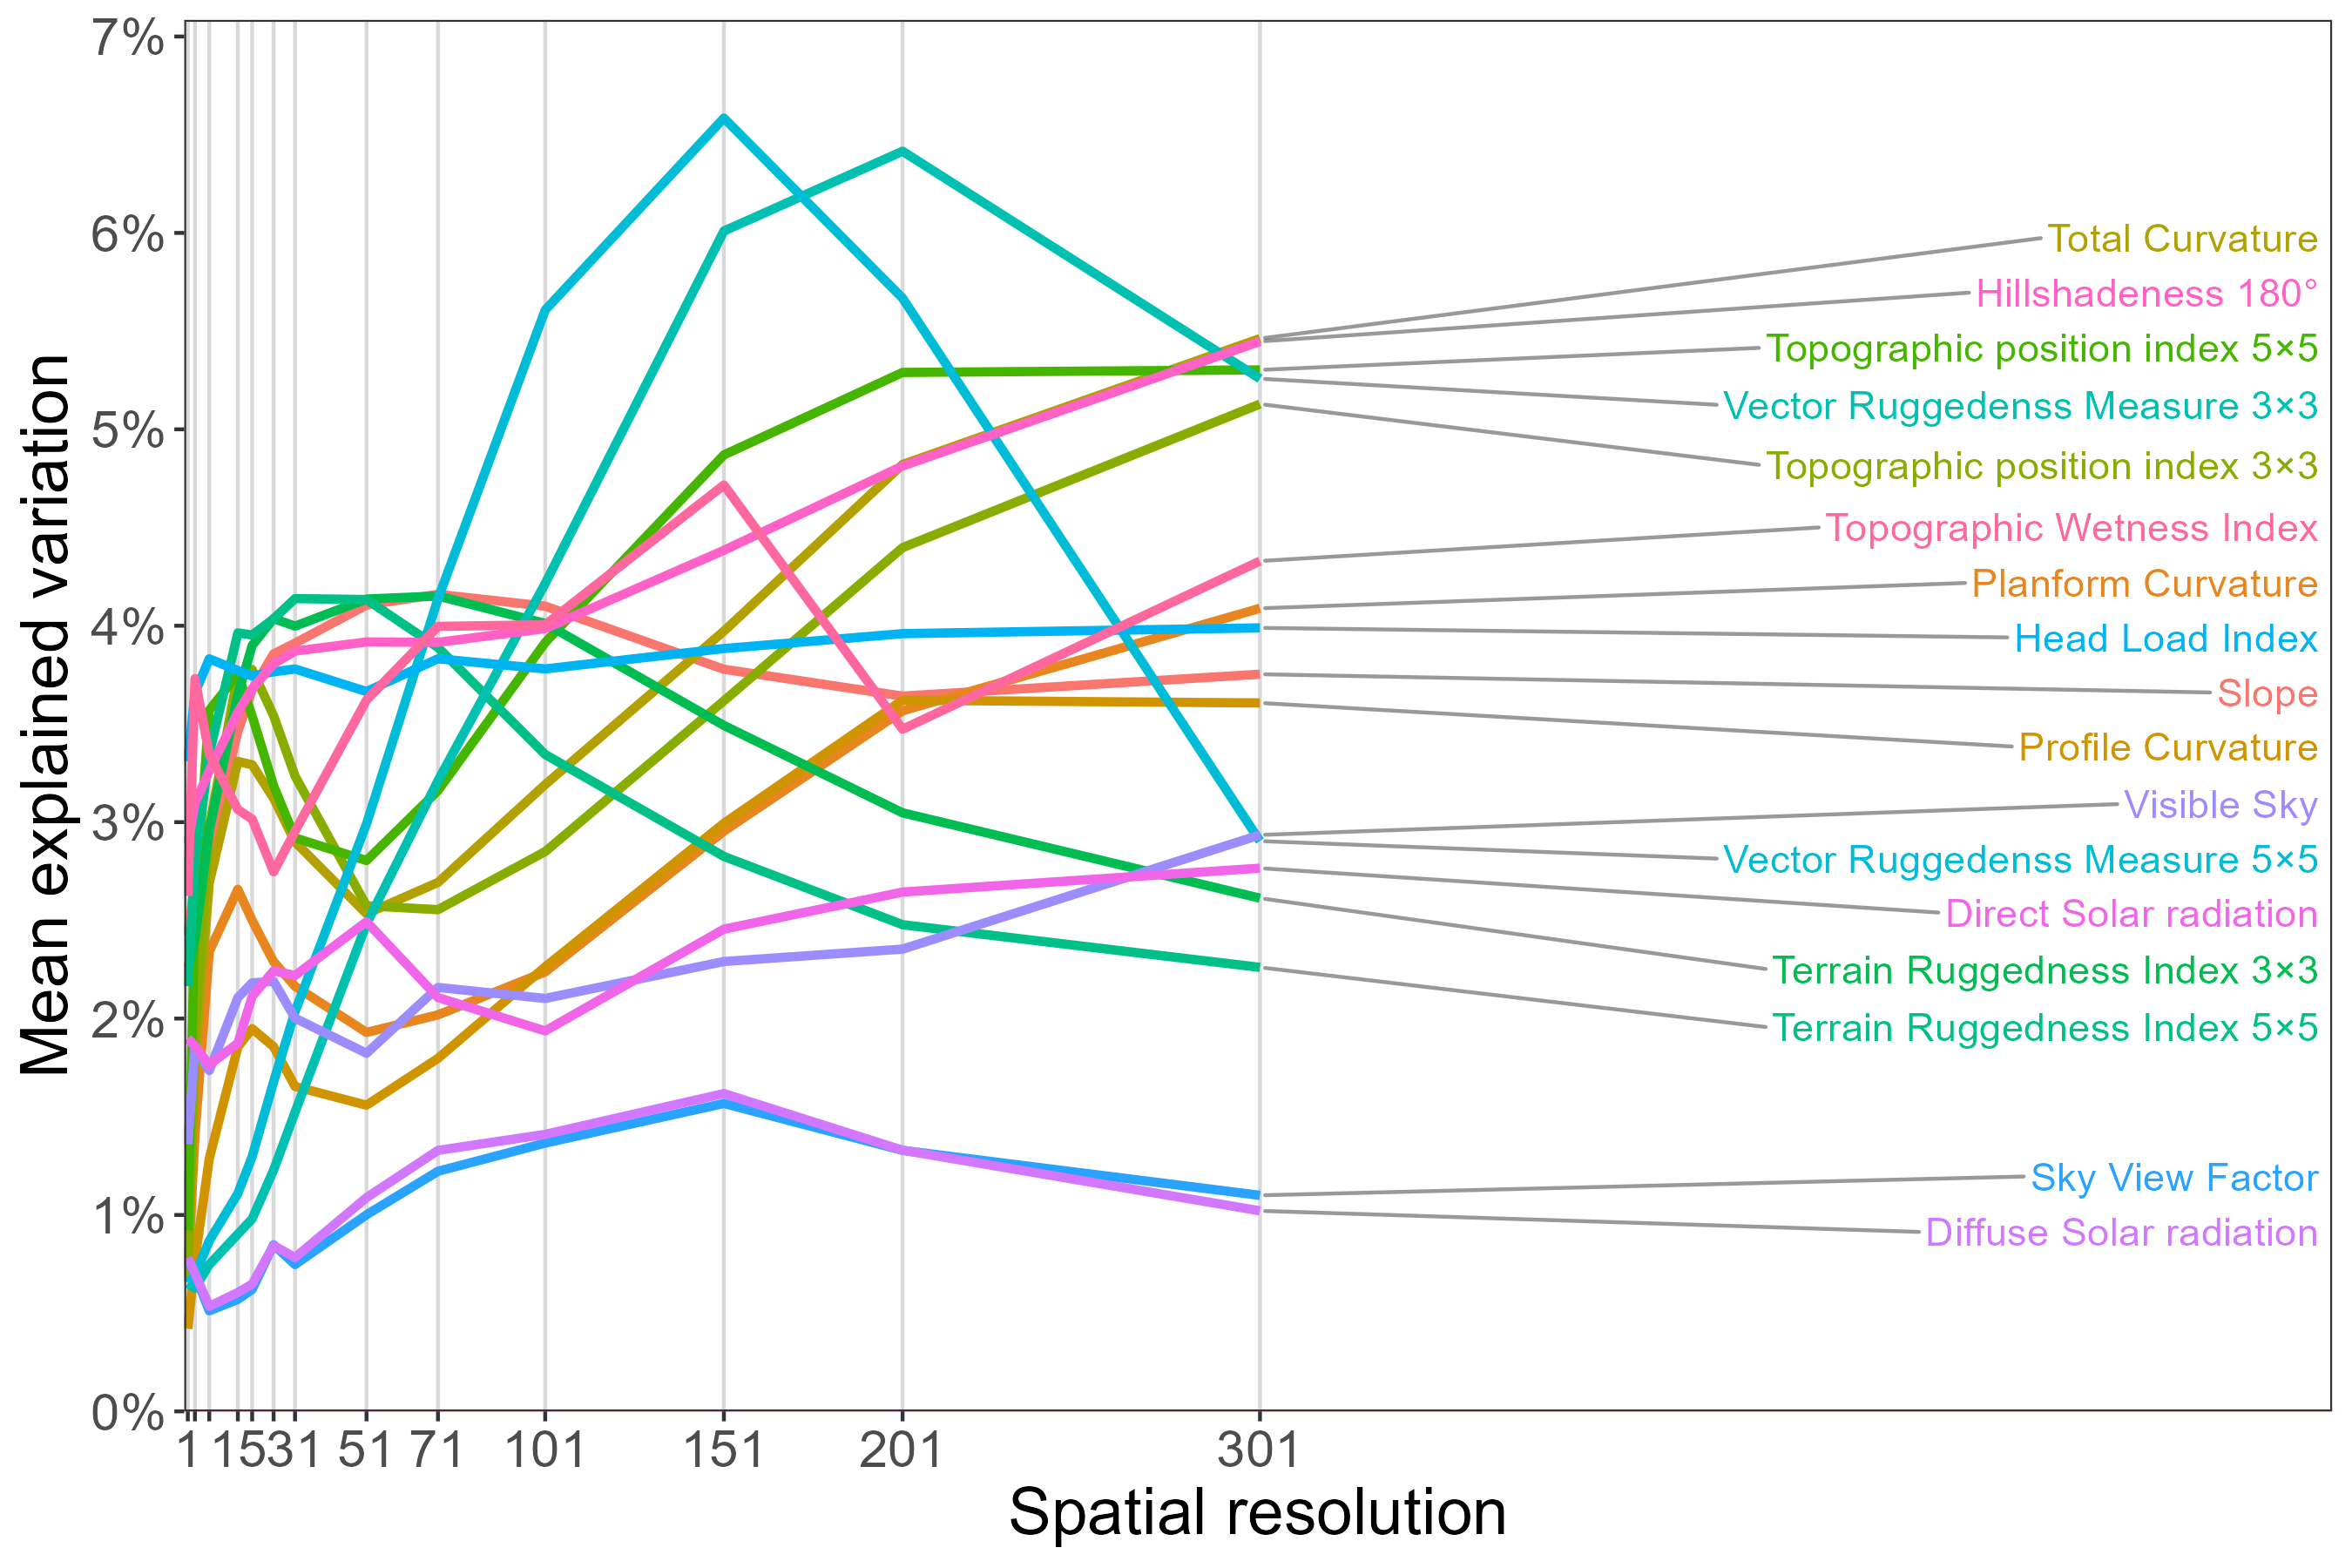 7%
6%
5%
4%
3%
2%
1%
0%
Mean explained variation
Total Curvature
Hillshadeness 180°
Topographic position index 5×5
Vector Ruggedenss Measure 3×3
Topographic position index 3×3
Topographic Wetness Index
Planform Curvature
Head Load Index
Slope
Profile Curvature
Visible Sky
Vector Ruggedenss Measure 5×5
Direct Solar radiation
Terrain Ruggedness Index 3×3
Terrain Ruggedness Index 5×5
Sky View Factor
Diffuse Solar radiation
1 15 31 51 71 101 151 201 301
Spatial resolution